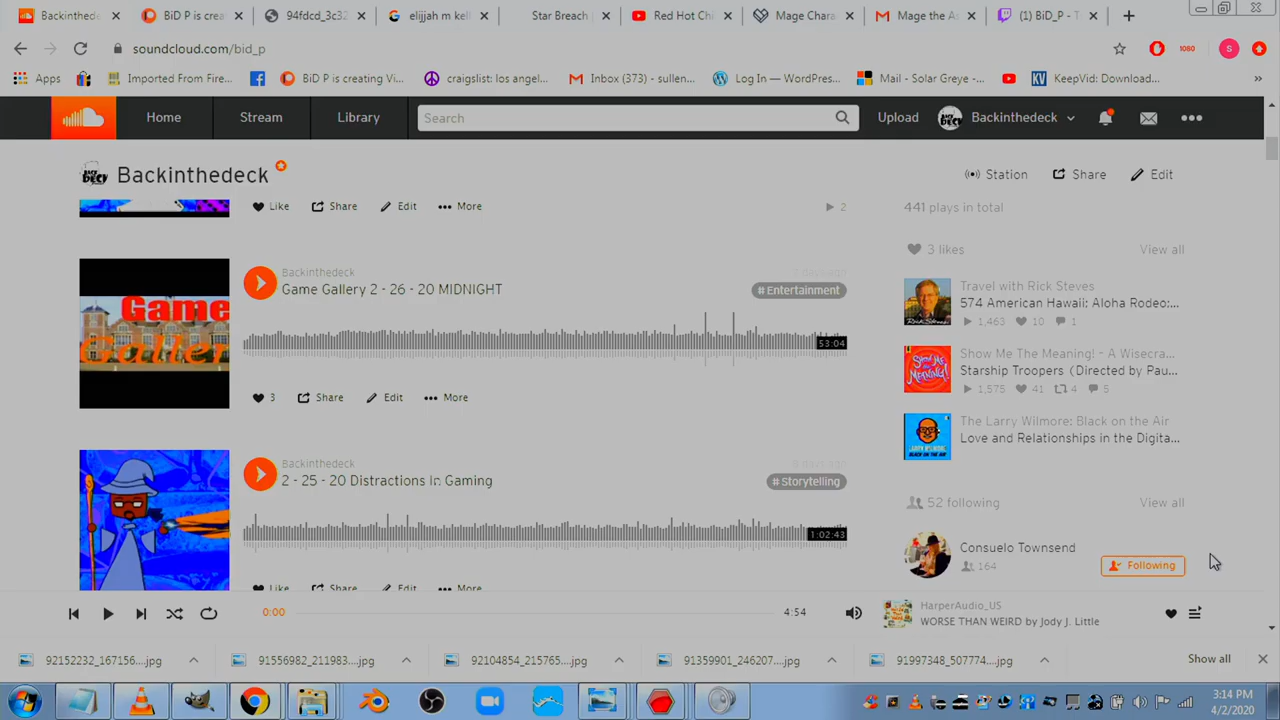 Backinthede
BiD P is crea
94fdcd_3c32
elijjah m kell
Star Breach
Red Hot Chi
Mage Chara
Mage the As
(1) BiD_P - T
soundcloud.com/bid_p
1080
S
Apps
Imported From Fire...
BiD P is creating Vi...
craigslist: los angel...
Inbox (373) - sullen...
Log In — WordPres...
Mail - Solar Greye -...
KeepVid: Download...
»
Home
Stream
Library
Search
Upload
Backinthedeck
Backinthedeck
Station
Share
Edit
Like
Share
Edit
More
2
441 plays in total
3 likes
View all
Backinthedeck
Game Gallery 2 - 26 - 20 MIDNIGHT
# Entertainment
Game
Gallery
53:04
3
Share
Edit
More
Travel with Rick Steves
574 American Hawaii: Aloha Rodeo:...
1,463
10
1
Show Me The Meaning! – A Wisecra...
Starship Troopers (Directed by Pau...
1,575
41
4
5
The Larry Wilmore: Black on the Air
Love and Relationships in the Digita...
Backinthedeck
2 - 25 - 20 Distractions In Gaming
# Storytelling
1:02:43
Like
Share
Edit
More
52 following
View all
Consuelo Townsend
164
Following
0:00
4:54
HarperAudio_US
WORSE THAN WEIRD by Jody J. Little
92152232_167156....jpg
91556982_211983....jpg
92104854_215765....jpg
91359901_246207....jpg
91997348_507774....jpg
Show all
3:14 PM
4/2/2020